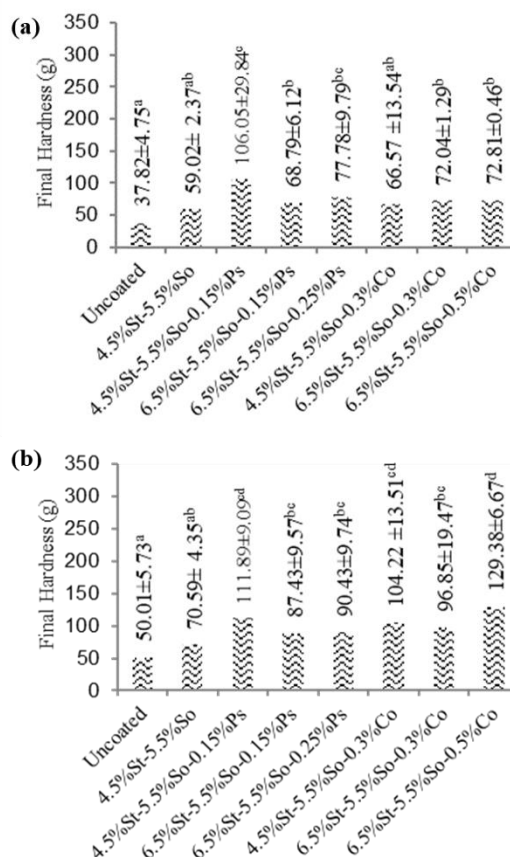 (a)
Final Hardness (g)
350
300
250
200
150
100
50
0
37.82±4.75ᵃ
59.02± 2.37ᵃᵇ
106.05±29.84ᶜ
68.79±6.12ᵇ
77.78±9.79ᵇᶜ
66.57 ±13.54ᵃᵇ
72.04±1.29ᵇ
72.81±0.46ᵇ
Uncoated
4.5%St-5.5%So
4.5%St-5.5%So-0.15%Ps
6.5%St-5.5%So-0.15%Ps
6.5%St-5.5%So-0.25%Ps
4.5%St-5.5%So-0.3%Co
6.5%St-5.5%So-0.3%Co
6.5%St-5.5%So-0.5%Co
(b)
Final Hardness (g)
350
300
250
200
150
100
50
0
50.01±5.73ᵃ
70.59± 4.35ᵃᵇ
111.89±9.09ᶜᵈ
87.43±9.57ᵇᶜ
90.43±9.74ᵇᶜ
104.22 ±13.51ᶜᵈ
96.85±19.47ᵇᶜ
129.38±6.67ᵈ
Uncoated
4.5%St-5.5%So
4.5%St-5.5%So-0.15%Ps
6.5%St-5.5%So-0.15%Ps
6.5%St-5.5%So-0.25%Ps
4.5%St-5.5%So-0.3%Co
6.5%St-5.5%So-0.3%Co
6.5%St-5.5%So-0.5%Co